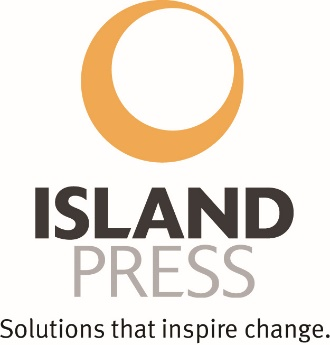 ISLAND
PRESS
Solutions that inspire change.